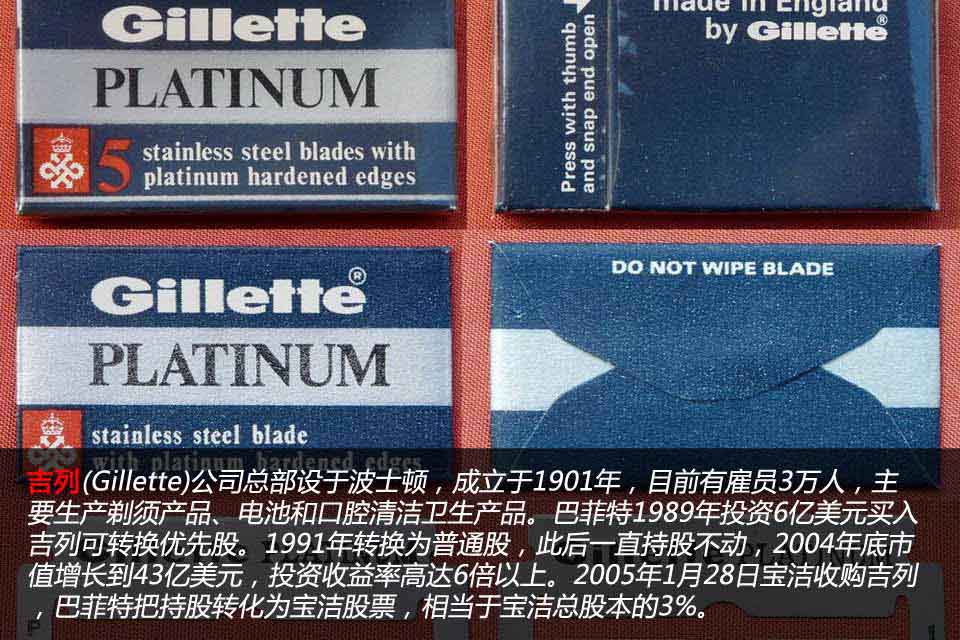 Gillette
PLATINUM
5 stainless steel blades with
platinum hardened edges
Press with thumb
and snap end open
made in England
by Gillette®
Gillette®
PLATINUM
stainless steel blade
with platinum hardened edges
DO NOT WIPE BLADE
吉列(Gillette)公司总部设于波士顿，成立于1901年，目前有雇员3万人，主
要生产剃须产品、电池和口腔清洁卫生产品。巴菲特1989年投资6亿美元买入
吉列可转换优先股。1991年转换为普通股，此后一直持股不动，2004年底市
值增长到43亿美元，投资收益率高达6倍以上。2005年1月28日宝洁收购吉列
，巴菲特把持股转化为宝洁股票，相当于宝洁总股本的3%。